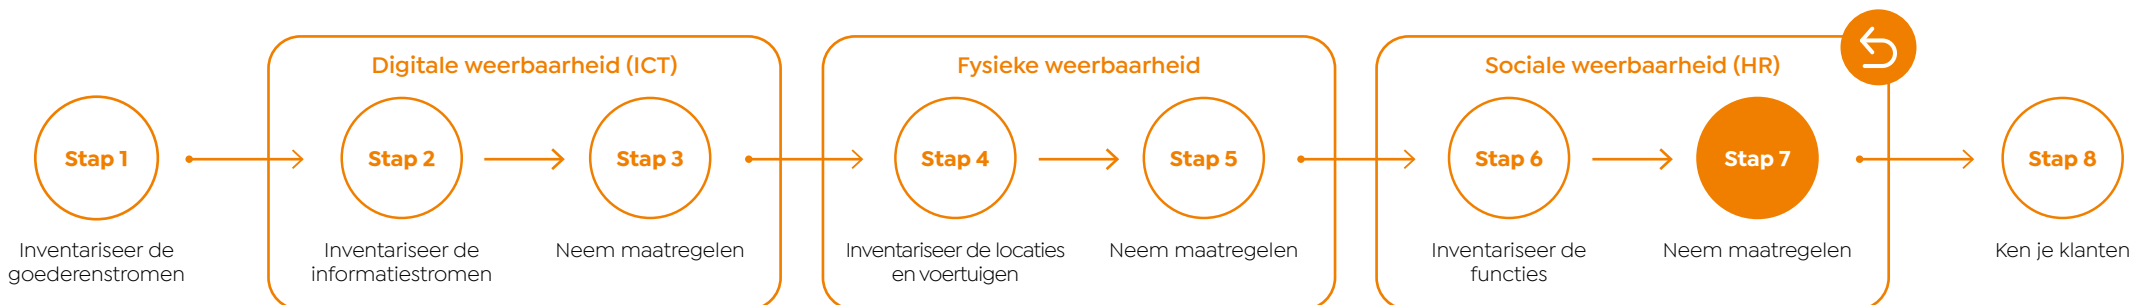 Digitale weerbaarheid (ICT)
Fysieke weerbaarheid
Sociale weerbaarheid (HR)
Stap 1
Stap 2
Stap 3
Stap 4
Stap 5
Stap 6
Stap 7
Stap 8
Inventariseer de
goederenstromen
Inventariseer de
informatiestromen
Neem maatregelen
Inventariseer de locaties
en voertuigen
Neem maatregelen
Inventariseer de
functies
Neem maatregelen
Ken je klanten